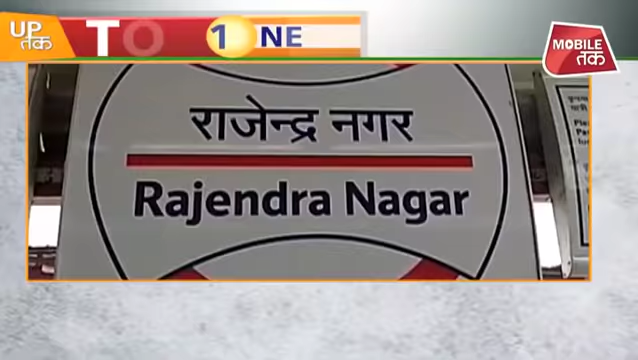 UP
तक
TO
1
NE
MOBILE
तक
राजेन्द्र नगर
Rajendra Nagar